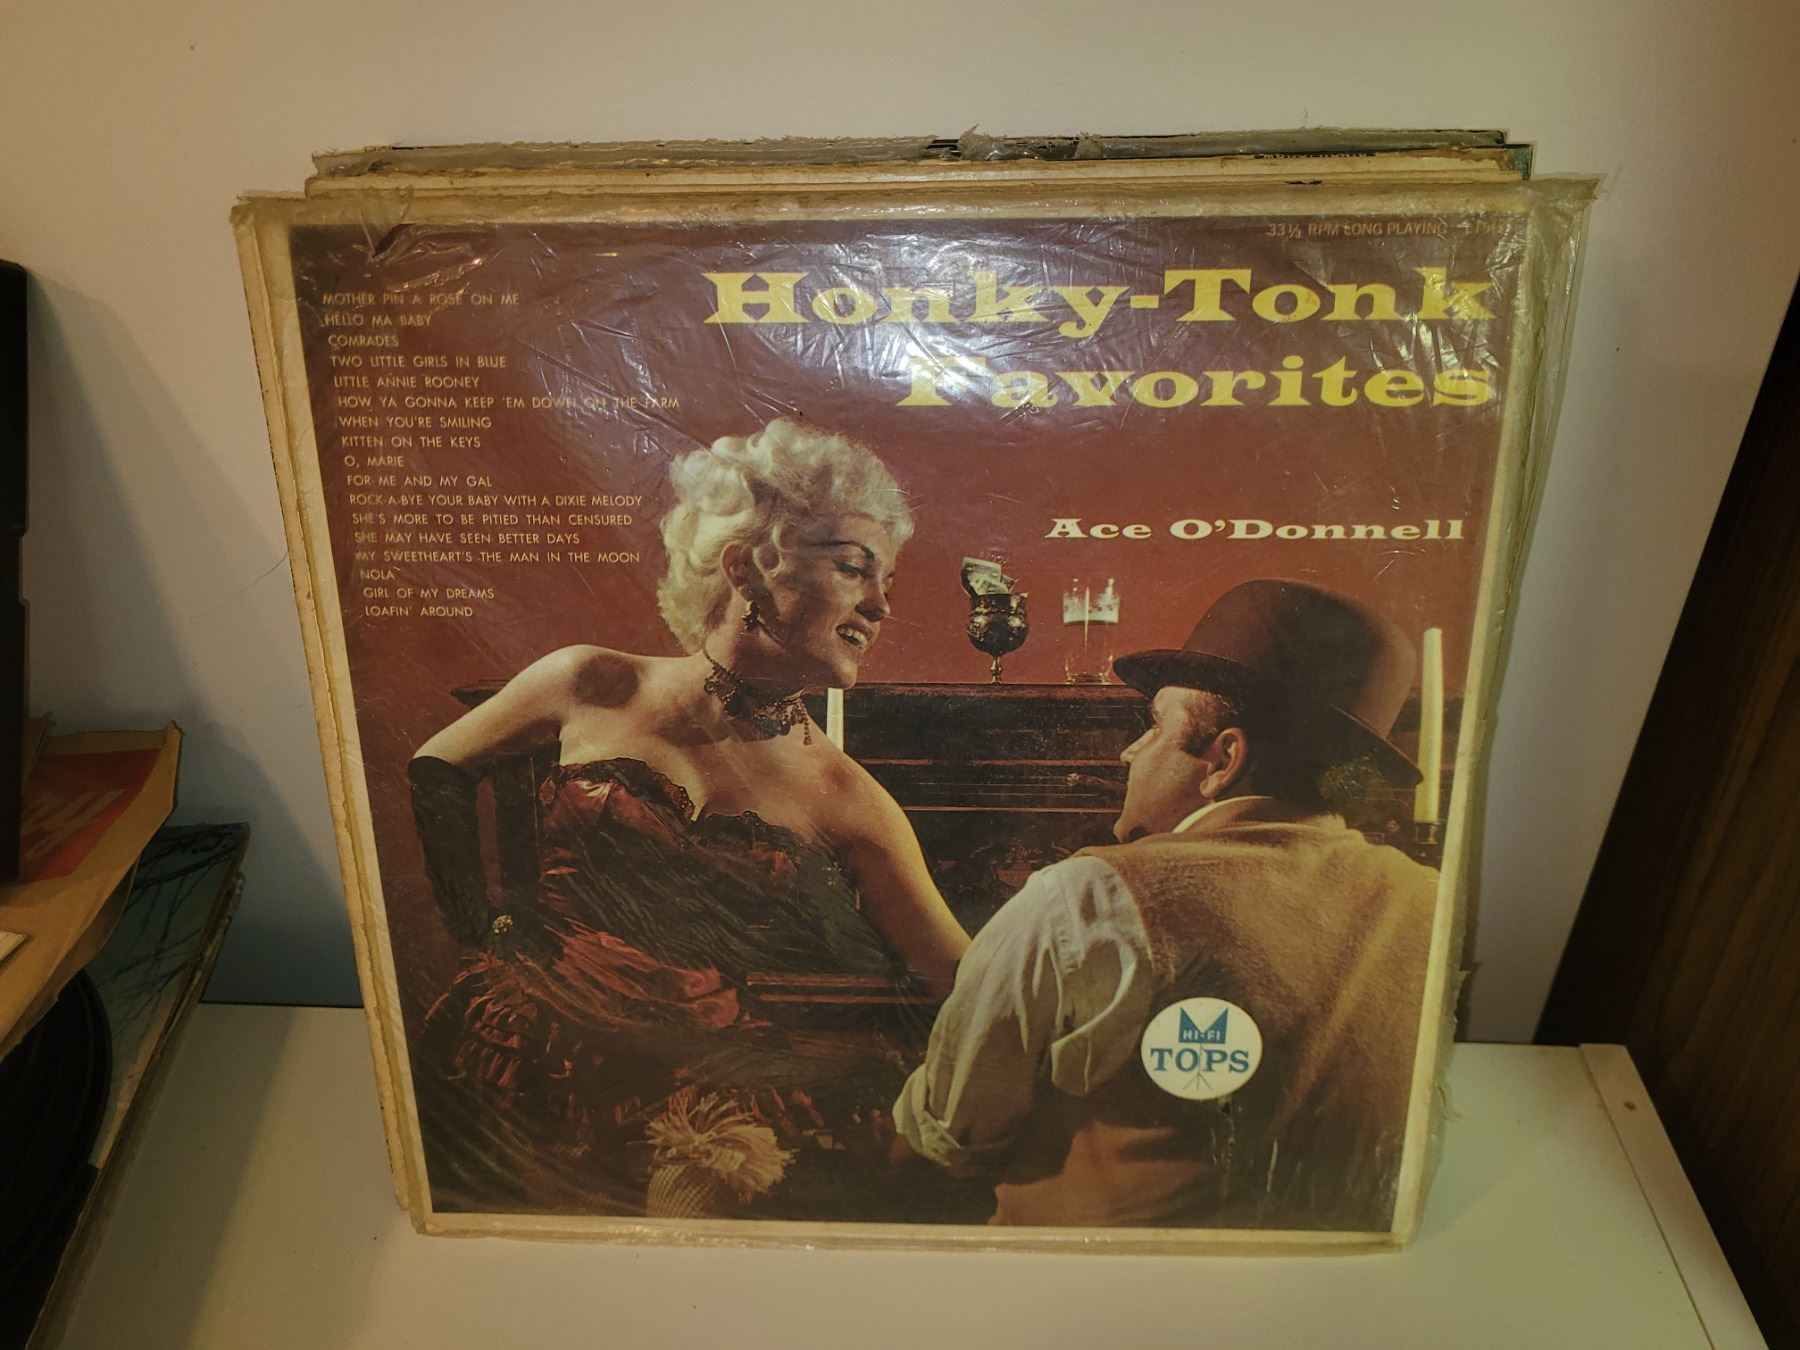 33⅓ RPM LONG PLAYING
Honky-Tonk
Favorites
MOTHER PIN A ROSE ON ME
HELLO MA BABY
COMRADES
TWO LITTLE GIRLS IN BLUE
LITTLE ANNIE ROONEY
HOW YA GONNA KEEP 'EM DOWN ON THE FARM
WHEN YOU'RE SMILING
KITTEN ON THE KEYS
O, MARIE
FOR ME AND MY GAL
ROCK-A-BYE YOUR BABY WITH A DIXIE MELODY
SHE'S MORE TO BE PITIED THAN CENSURED
SHE MAY HAVE SEEN BETTER DAYS
MY SWEETHEART'S THE MAN IN THE MOON
NOLA
GIRL OF MY DREAMS
LOAFIN' AROUND
Ace O'Donnell
HI-FI
TOPS